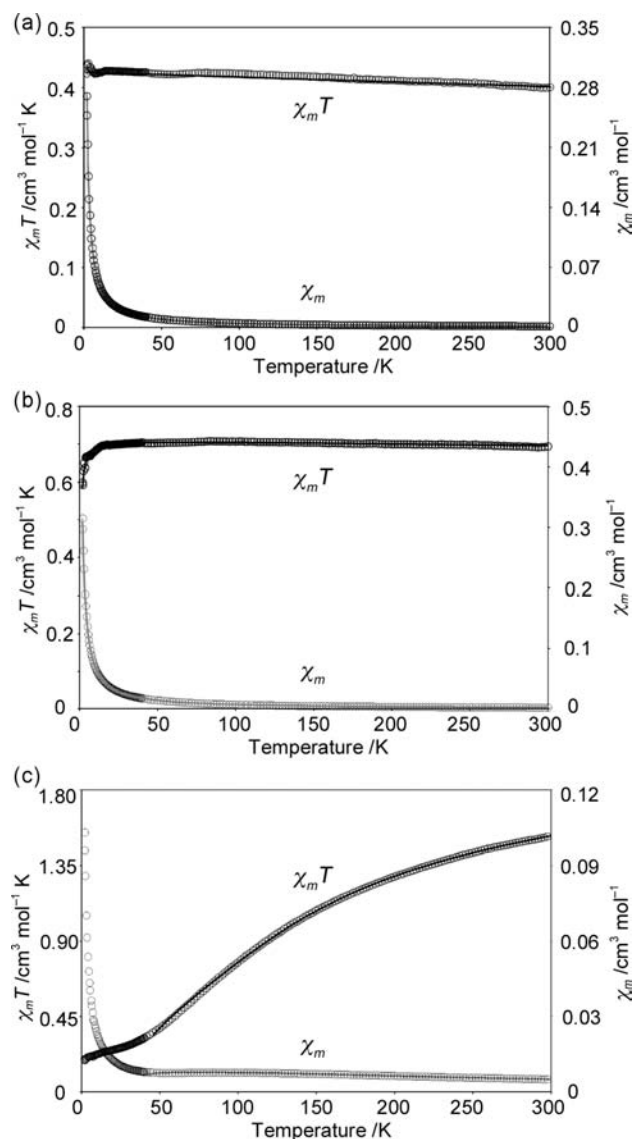 (a)
0.5
0.4
0.3
0.2
0.1
0
χmT /cm³ mol⁻¹ K
0.35
0.28
0.21
0.14
0.07
0
χm /cm³ mol⁻¹
χmT
χm
0 50 100 150 200 250 300
Temperature /K
(b)
0.8
0.6
0.4
0.2
0
χmT /cm³ mol⁻¹ K
0.5
0.4
0.3
0.2
0.1
0
χm /cm³ mol⁻¹
χmT
χm
0 50 100 150 200 250 300
Temperature /K
(c)
1.80
1.35
0.90
0.45
0
χmT /cm³ mol⁻¹ K
0.12
0.09
0.06
0.03
0
χm /cm³ mol⁻¹
χmT
χm
0 50 100 150 200 250 300
Temperature /K